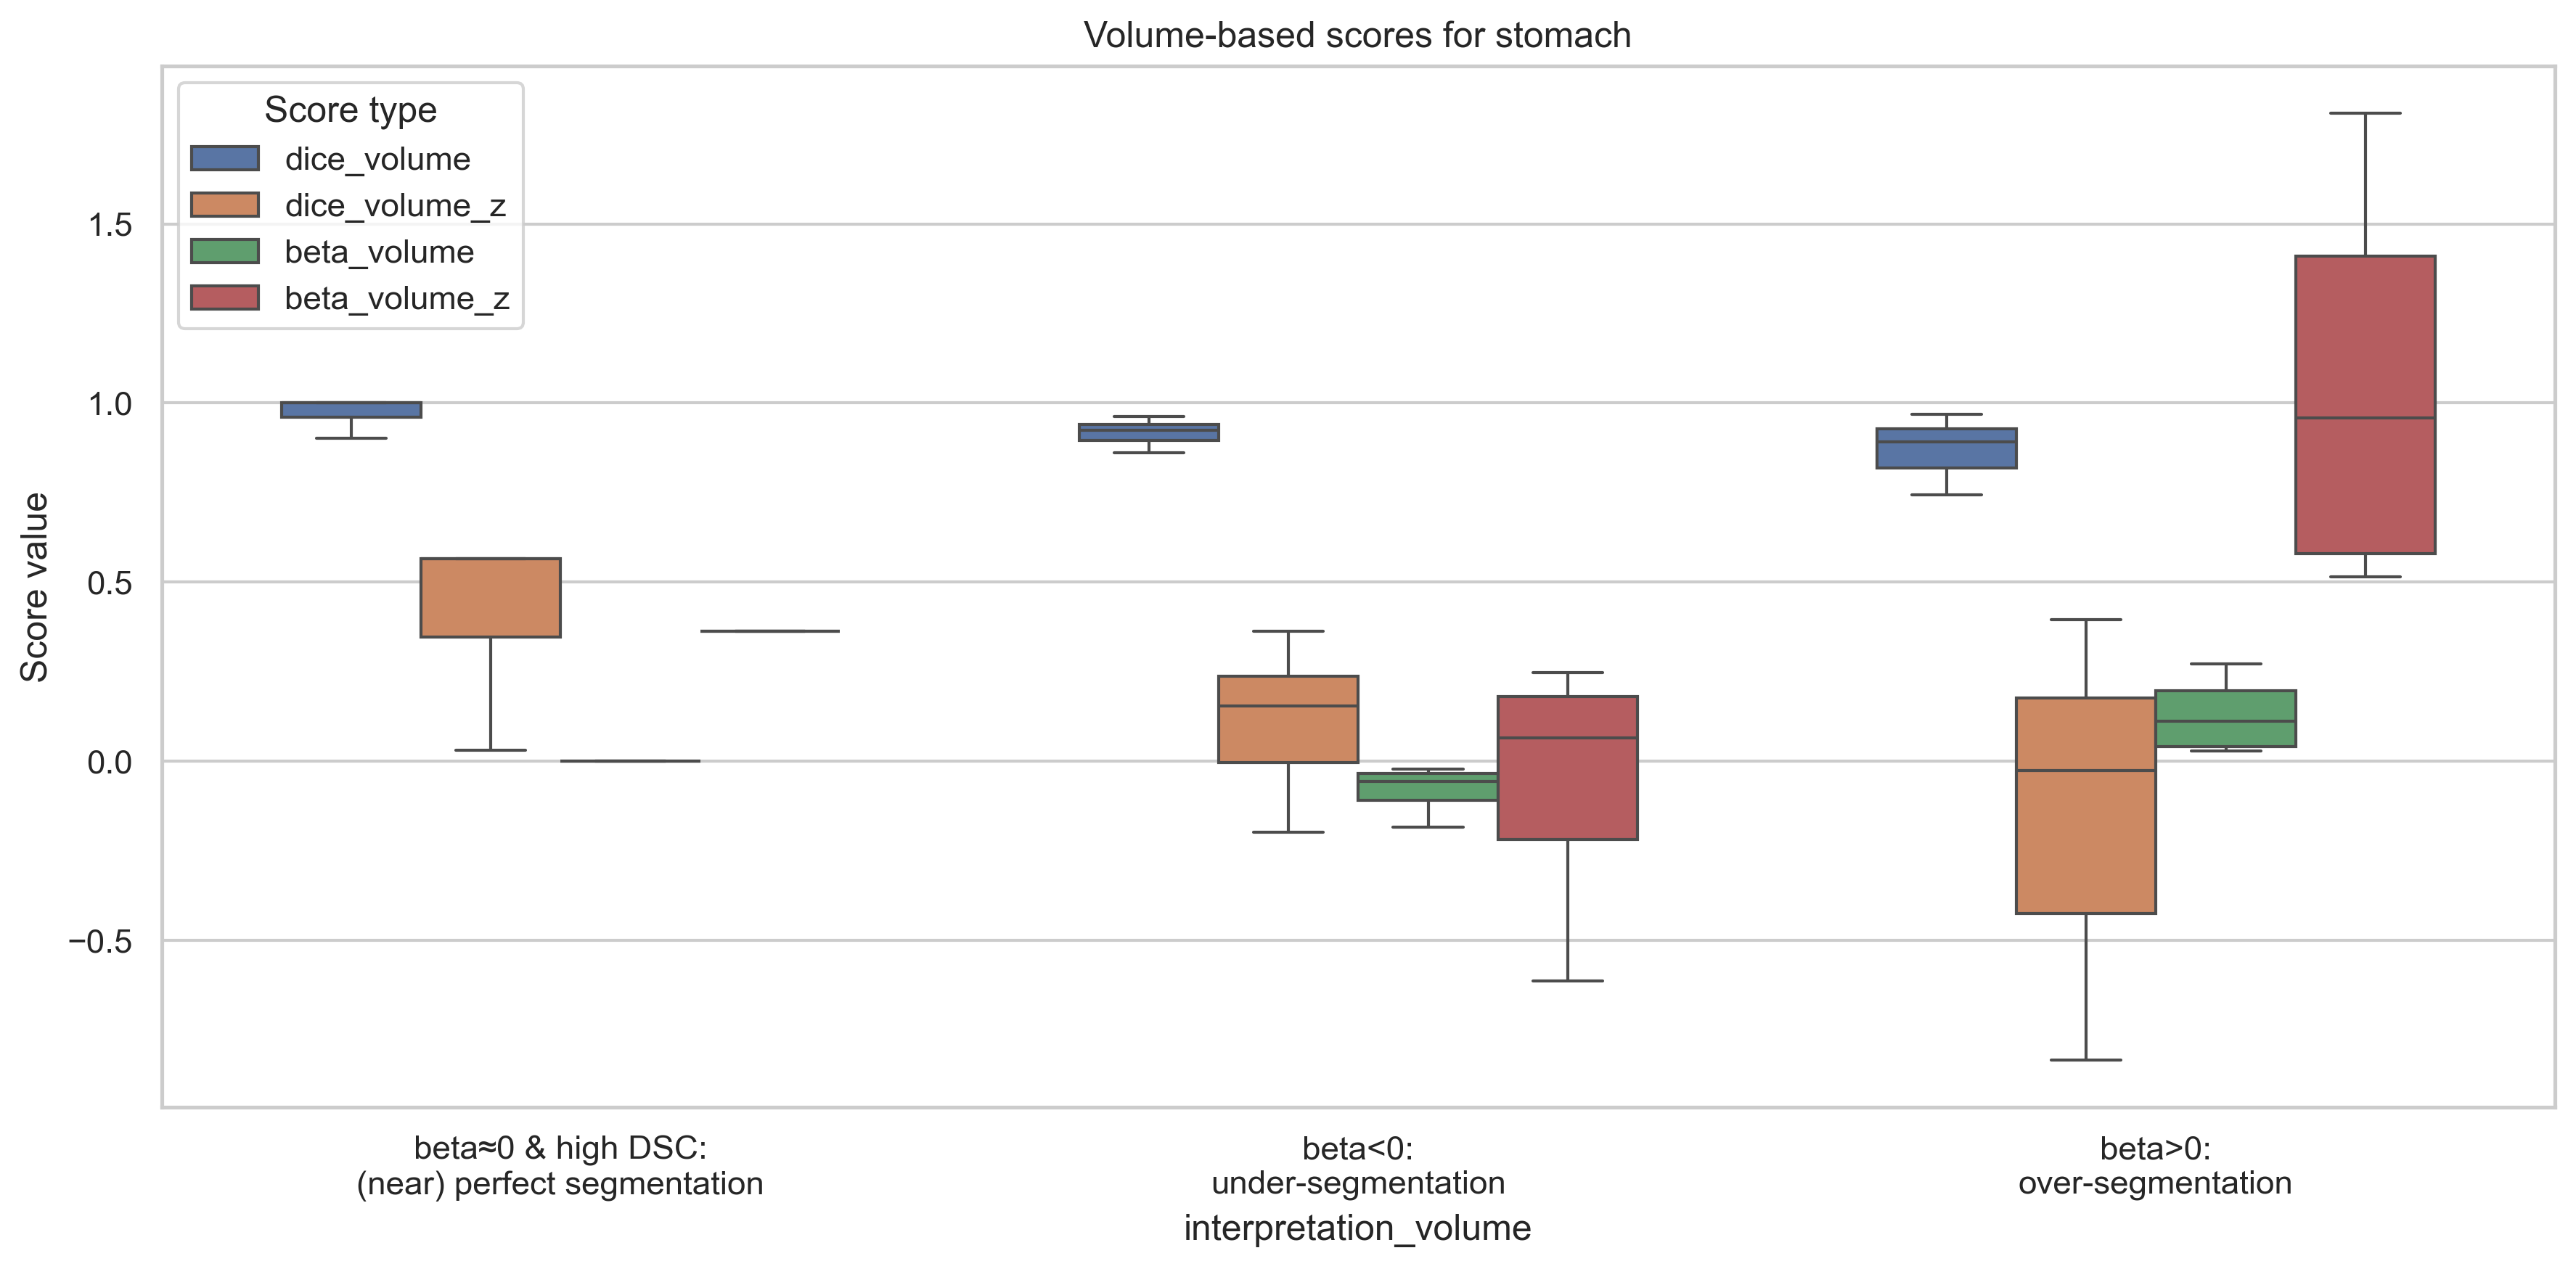 Volume-based scores for stomach
Score type
dice_volume
dice_volume_z
beta_volume
beta_volume_z
Score value
1.5
1.0
0.5
0.0
−0.5
beta≈0 & high DSC:
(near) perfect segmentation
beta<0:
under-segmentation
beta>0:
over-segmentation
interpretation_volume